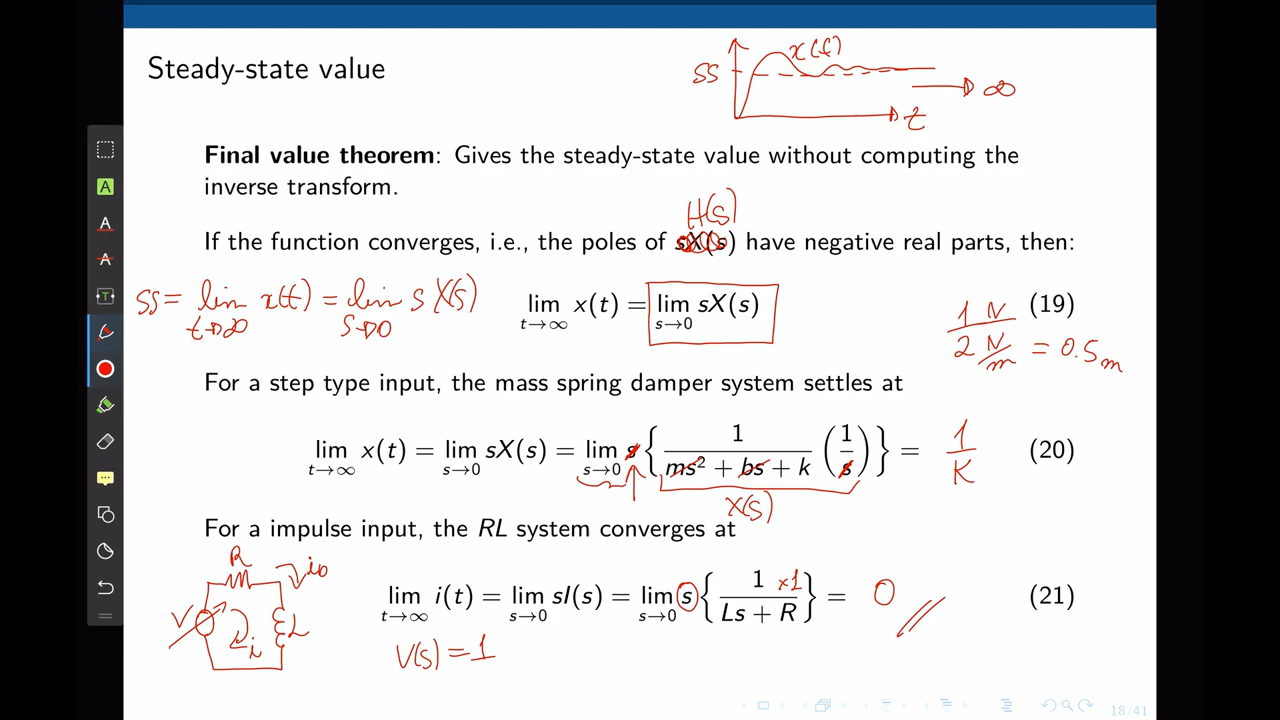 Steady-state value
SS
x(t)
t
∞
Final value theorem: Gives the steady-state value without computing the
inverse transform.
H(s)
If the function converges, i.e., the poles of sX(s) have negative real parts, then:
SS = lim t→∞ x(t) = lim s→0 s X(s)
lim t→∞ x(t) = lim s→0 sX(s) (19)
1 N / 2 N/m = 0.5 m
For a step type input, the mass spring damper system settles at
lim t→∞ x(t) = lim s→0 sX(s) = lim s→0 s { 1 / (ms² + bs + k) (1/s) } = 1/K (20)
X(s)
For a impulse input, the RL system converges at
R
i0
V
i
L
lim t→∞ i(t) = lim s→0 sI(s) = lim s→0 s { 1 ×1 / (Ls + R) } = 0 (21)
V(s) = 1
18/41